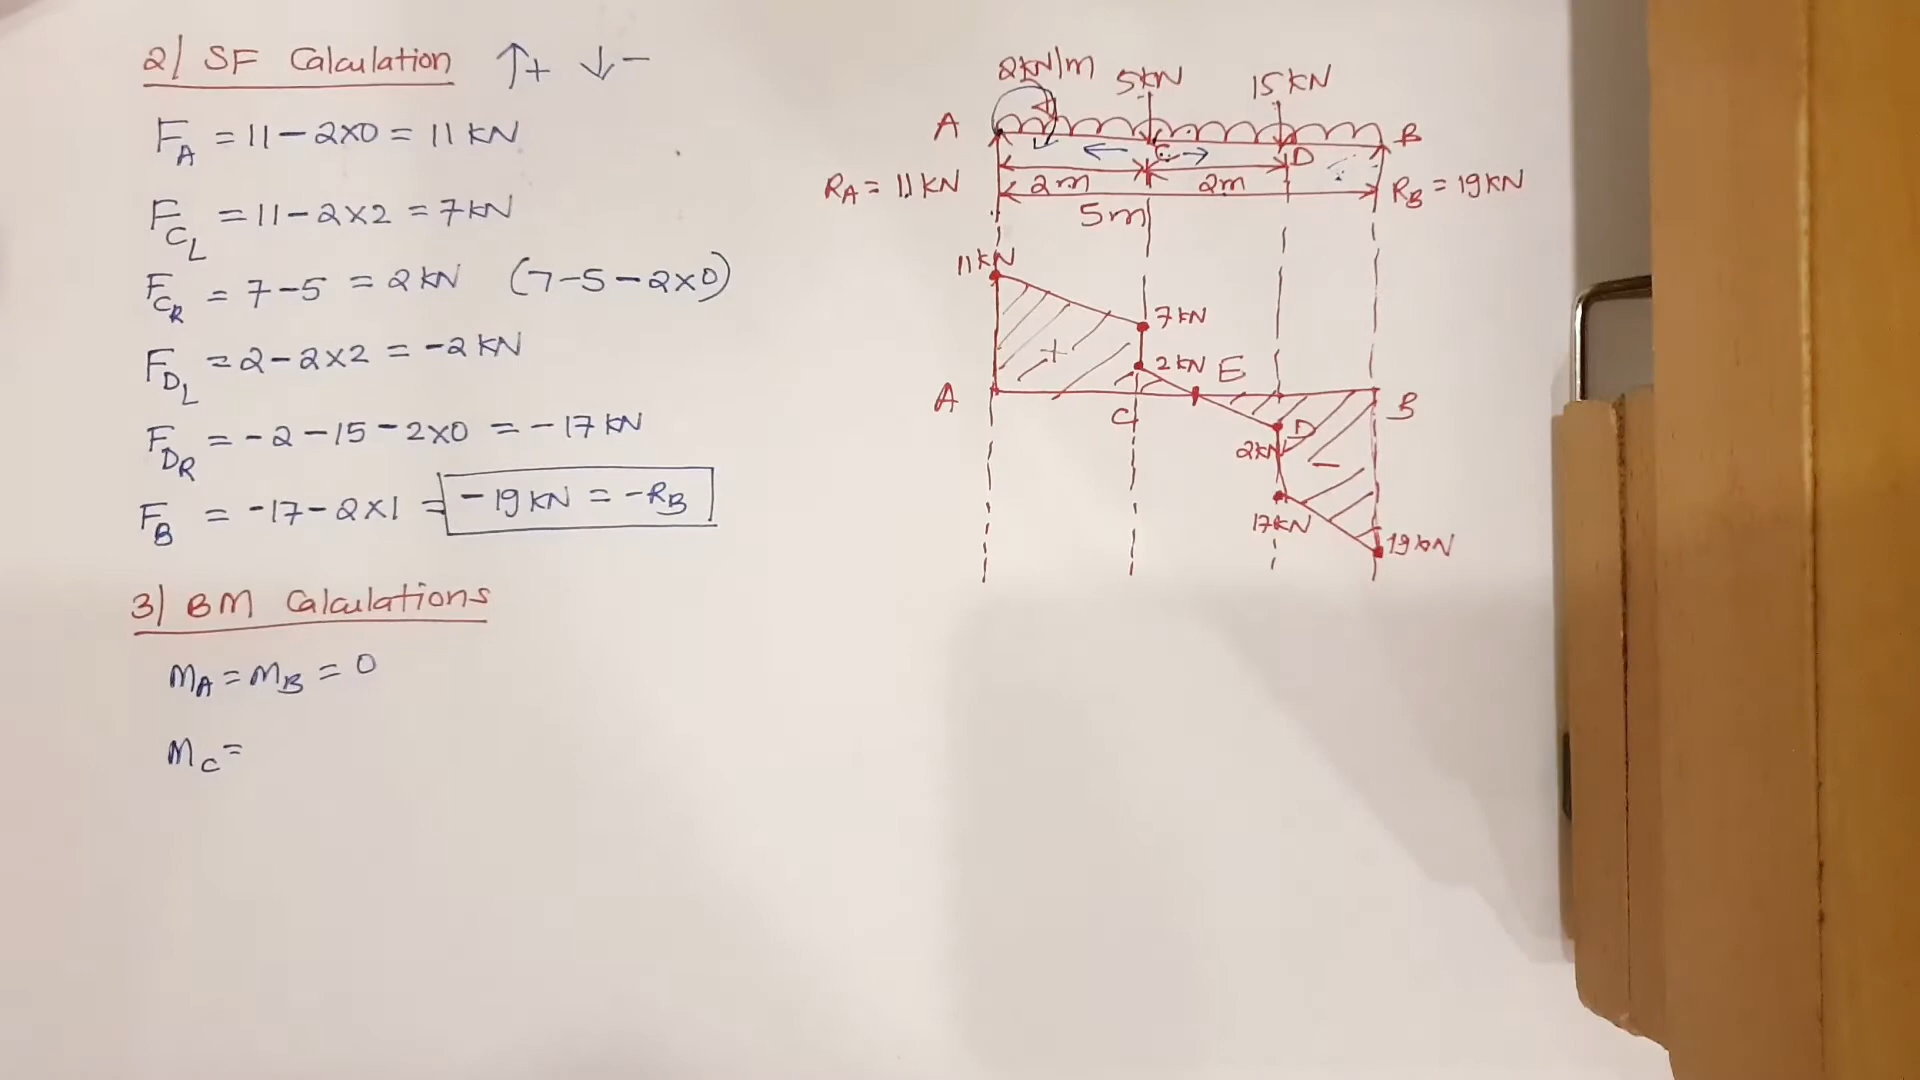 2) SF Calculation ↑+ ↓-
F_A = 11 - 2×0 = 11 KN
F_CL = 11 - 2×2 = 7 KN
F_CR = 7 - 5 = 2 KN (7 - 5 - 2×0)
F_DL = 2 - 2×2 = -2 KN
F_DR = -2 - 15 - 2×0 = -17 KN
F_B = -17 - 2×1 = -19 KN = -R_B
3) BM Calculations
M_A = M_B = 0
M_C =
2KN/m 5KN 15KN
A B
C D
R_A = 11 KN 2m 2m R_B = 19 KN
5m
11KN
7KN
2KN E
A C B
D
2KN
-
+
17KN
19KN